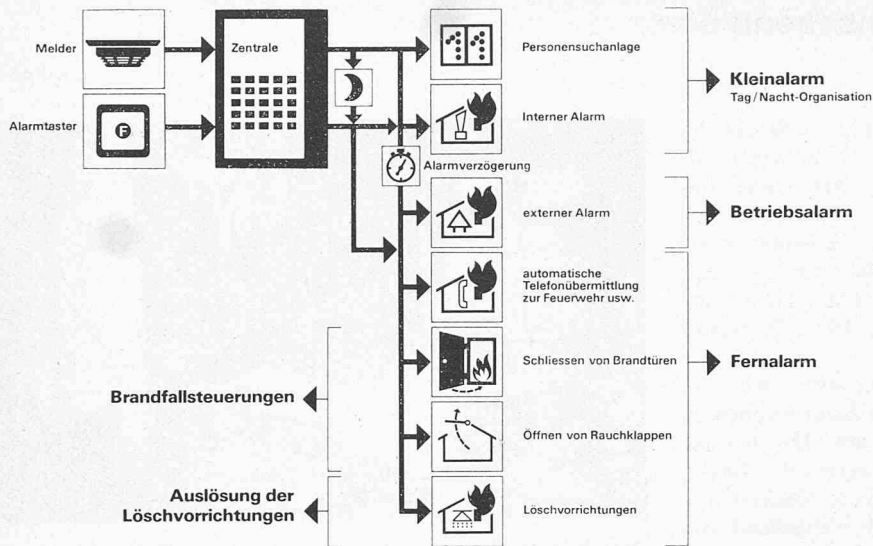 Melder
Zentrale
Personensuchanlage
Kleinalarm
Tag/Nacht-Organisation
Alarmtaster
F
Interner Alarm
Alarmverzögerung
externer Alarm
Betriebsalarm
automatische
Telefonübermittlung
zur Feuerwehr usw.
Schliessen von Brandtüren
Fernalarm
Brandfallsteuerungen
Öffnen von Rauchklappen
Auslösung der
Löschvorrichtungen
Löschvorrichtungen